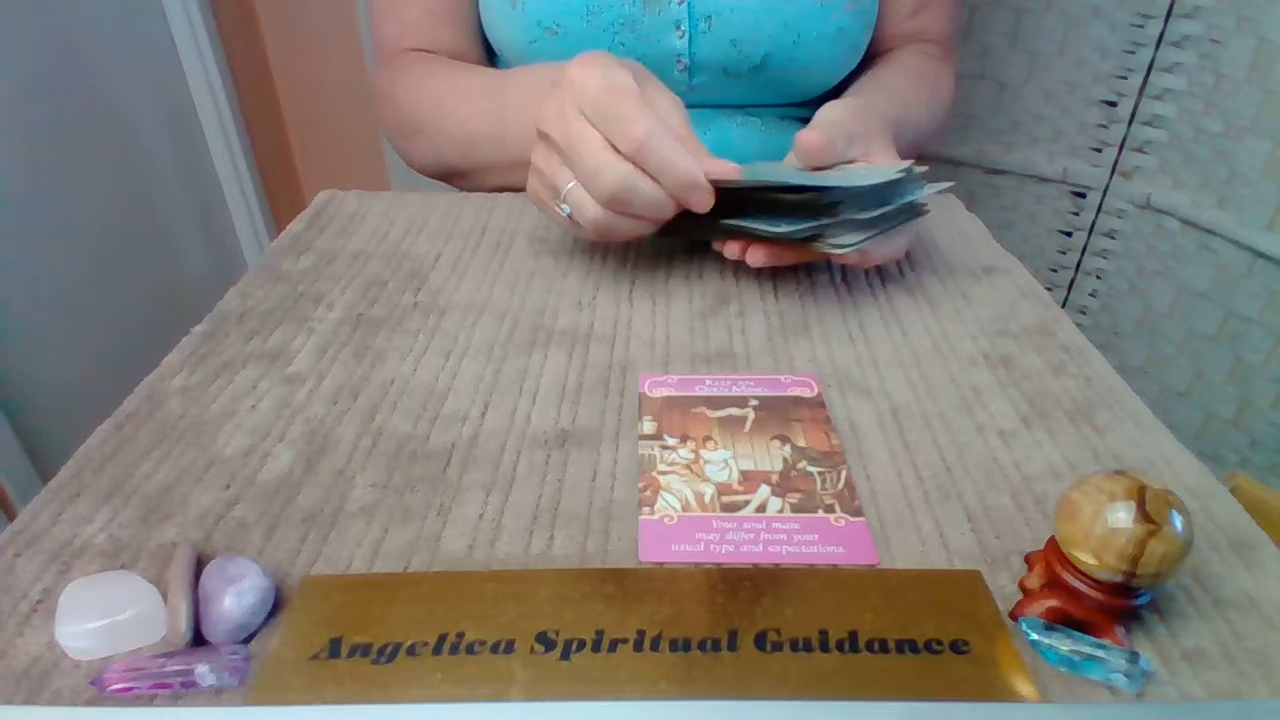 Keep an
Open Mind
Your soul mate
may differ from your
usual type and expectations.
Angelica Spiritual Guidance